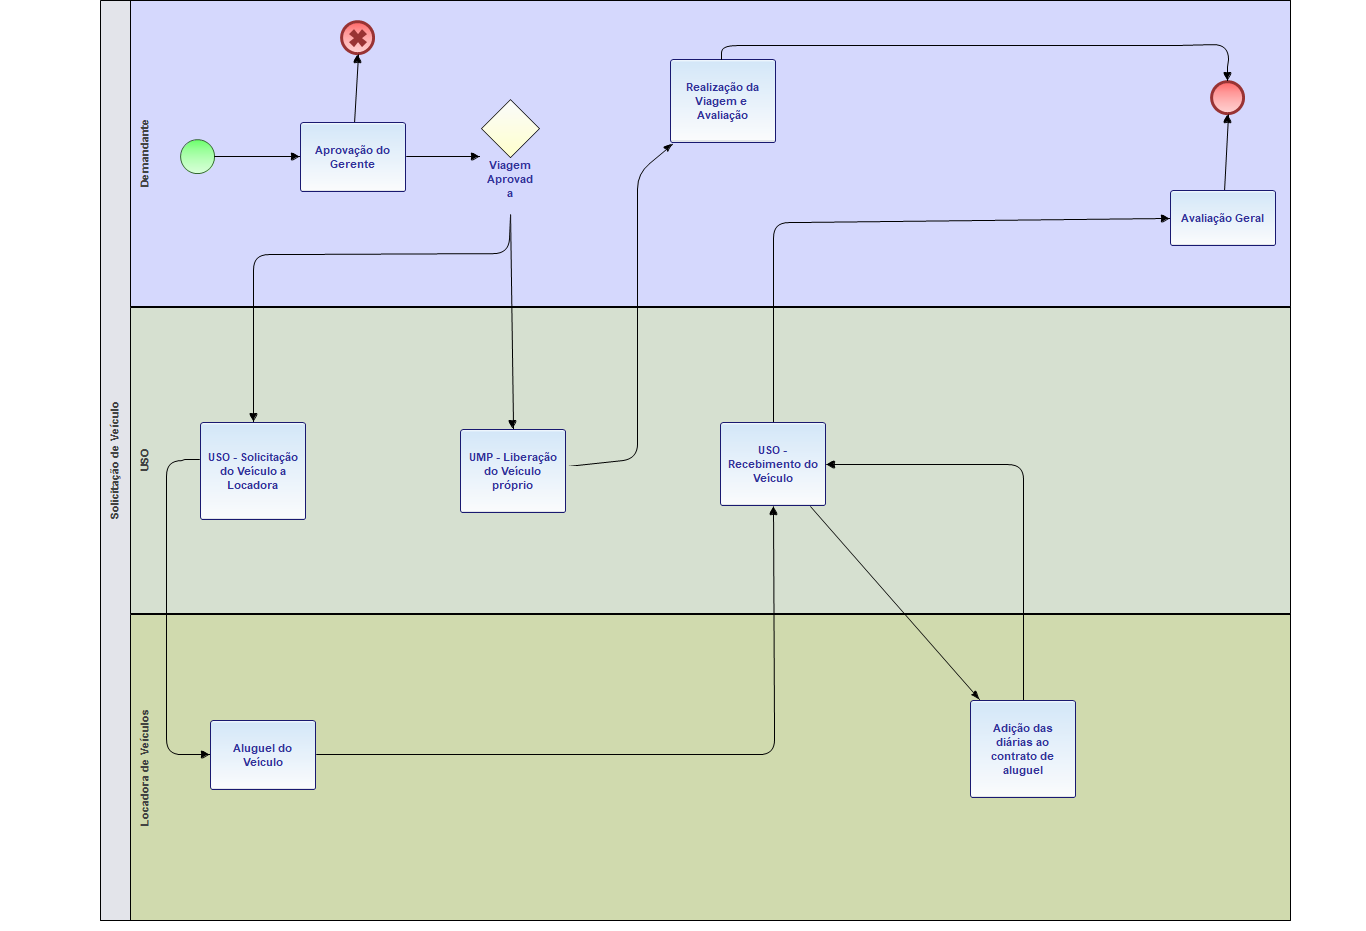 Solicitação de Veículo
Demandante
Aprovação do
Gerente
Viagem
Aprovad
a
Realização da
Viagem e
Avaliação
Avaliação Geral
USO
USO - Solicitação
do Veiculo a
Locadora
UMP - Liberação
do Veículo
próprio
USO -
Recebimento do
Veículo
Locadora de Veículos
Aluguel do
Veículo
Adição das
diárias ao
contrato de
aluguel